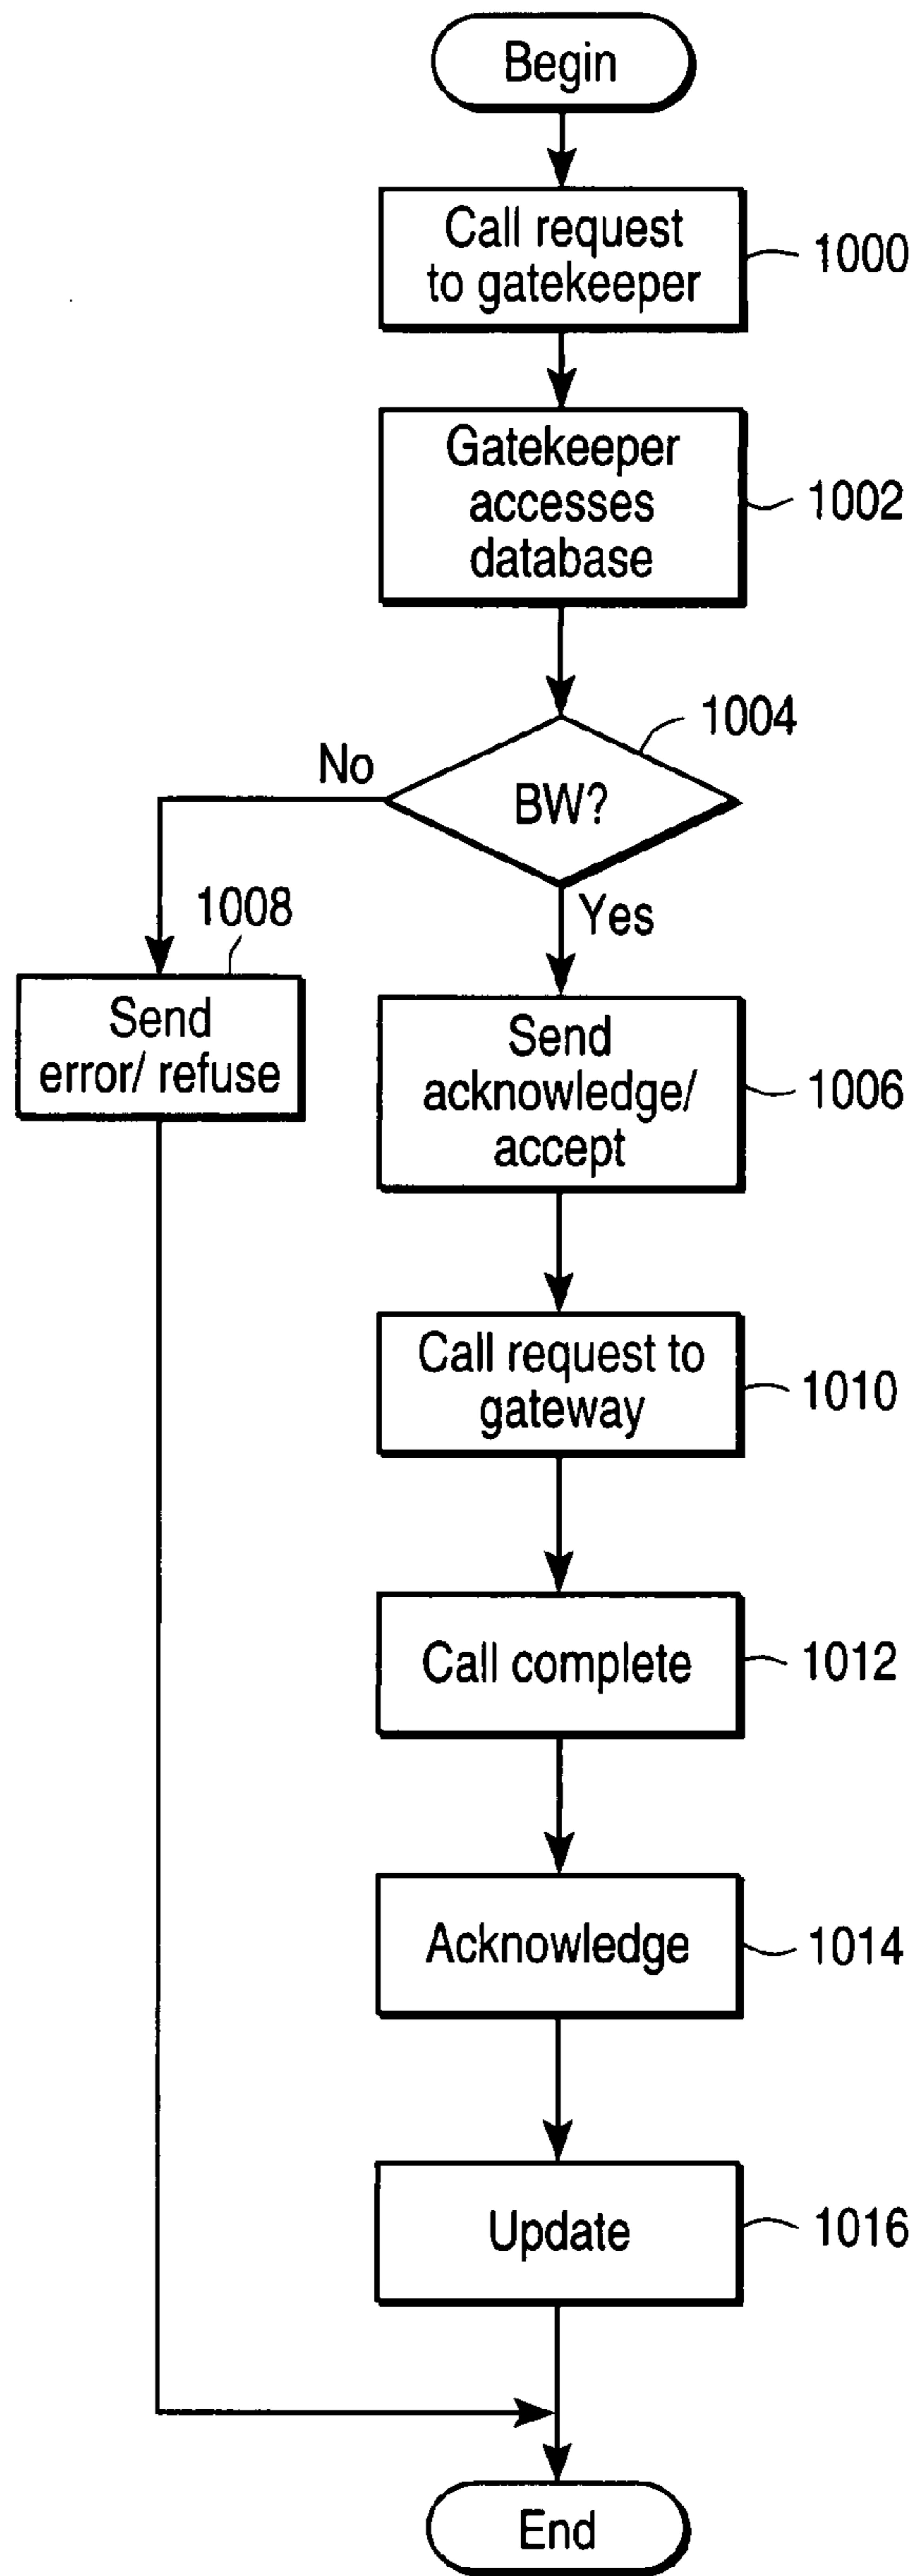 Begin
Call request
to gatekeeper
1000
Gatekeeper
accesses
database
1002
1004
No
BW?
Yes
1008
Send
error/ refuse
Send
acknowledge/
accept
1006
Call request to
gateway
1010
Call complete
1012
Acknowledge
1014
Update
1016
End